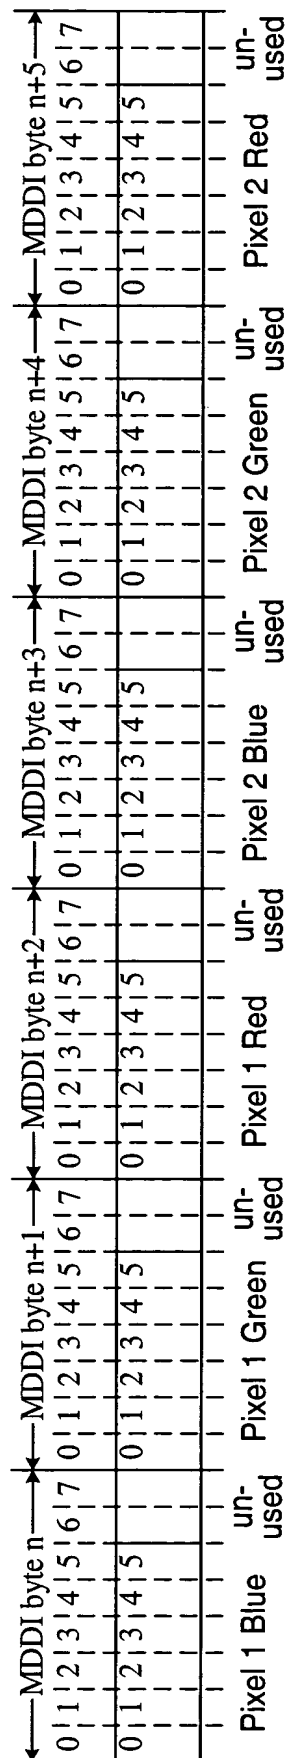 MDDI byte n MDDI byte n+1 MDDI byte n+2 MDDI byte n+3 MDDI byte n+4 MDDI byte n+5
0 1 2 3 4 5 6 7 0 1 2 3 4 5 6 7 0 1 2 3 4 5 6 7 0 1 2 3 4 5 6 7 0 1 2 3 4 5 6 7 0 1 2 3 4 5 6 7
0 1 2 3 4 5 0 1 2 3 4 5 0 1 2 3 4 5 0 1 2 3 4 5 0 1 2 3 4 5 0 1 2 3 4 5
Pixel 1 Blue un- Pixel 1 Green un- Pixel 1 Red un- Pixel 2 Blue un- Pixel 2 Green un- Pixel 2 Red un-
used used used used used used